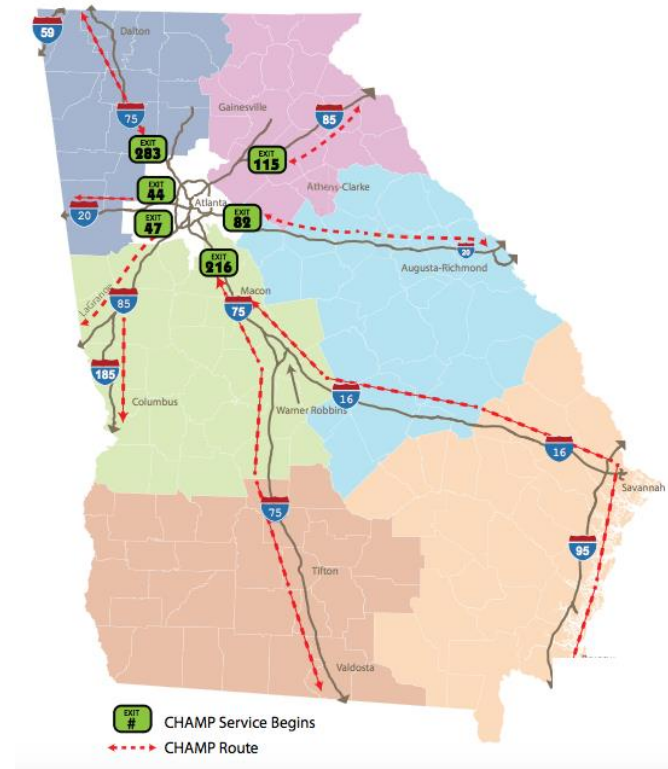 59
Dalton
75
EXIT
283
Gainesville
85
EXIT
115
EXIT
44
Athens-Clarke
20
Atlanta
EXIT
47
EXIT
82
20
Augusta-Richmond
EXIT
216
Macon
75
LaGrange
85
185
Columbus
Warner Robbins
16
16
Savannah
75
95
Tifton
Valdosta
EXIT
#
CHAMP Service Begins
CHAMP Route